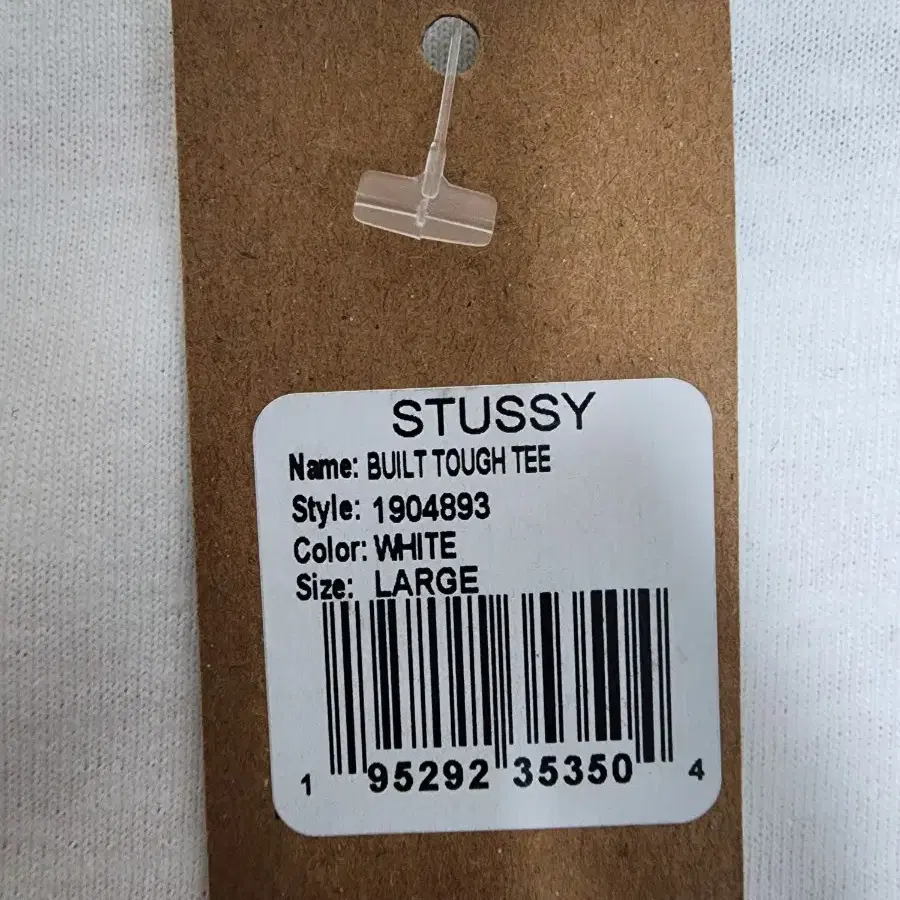 STUSSY
Name: BUILT TOUGH TEE
Style: 1904893
Color: WHITE
Size: LARGE
1 95292 35350 4